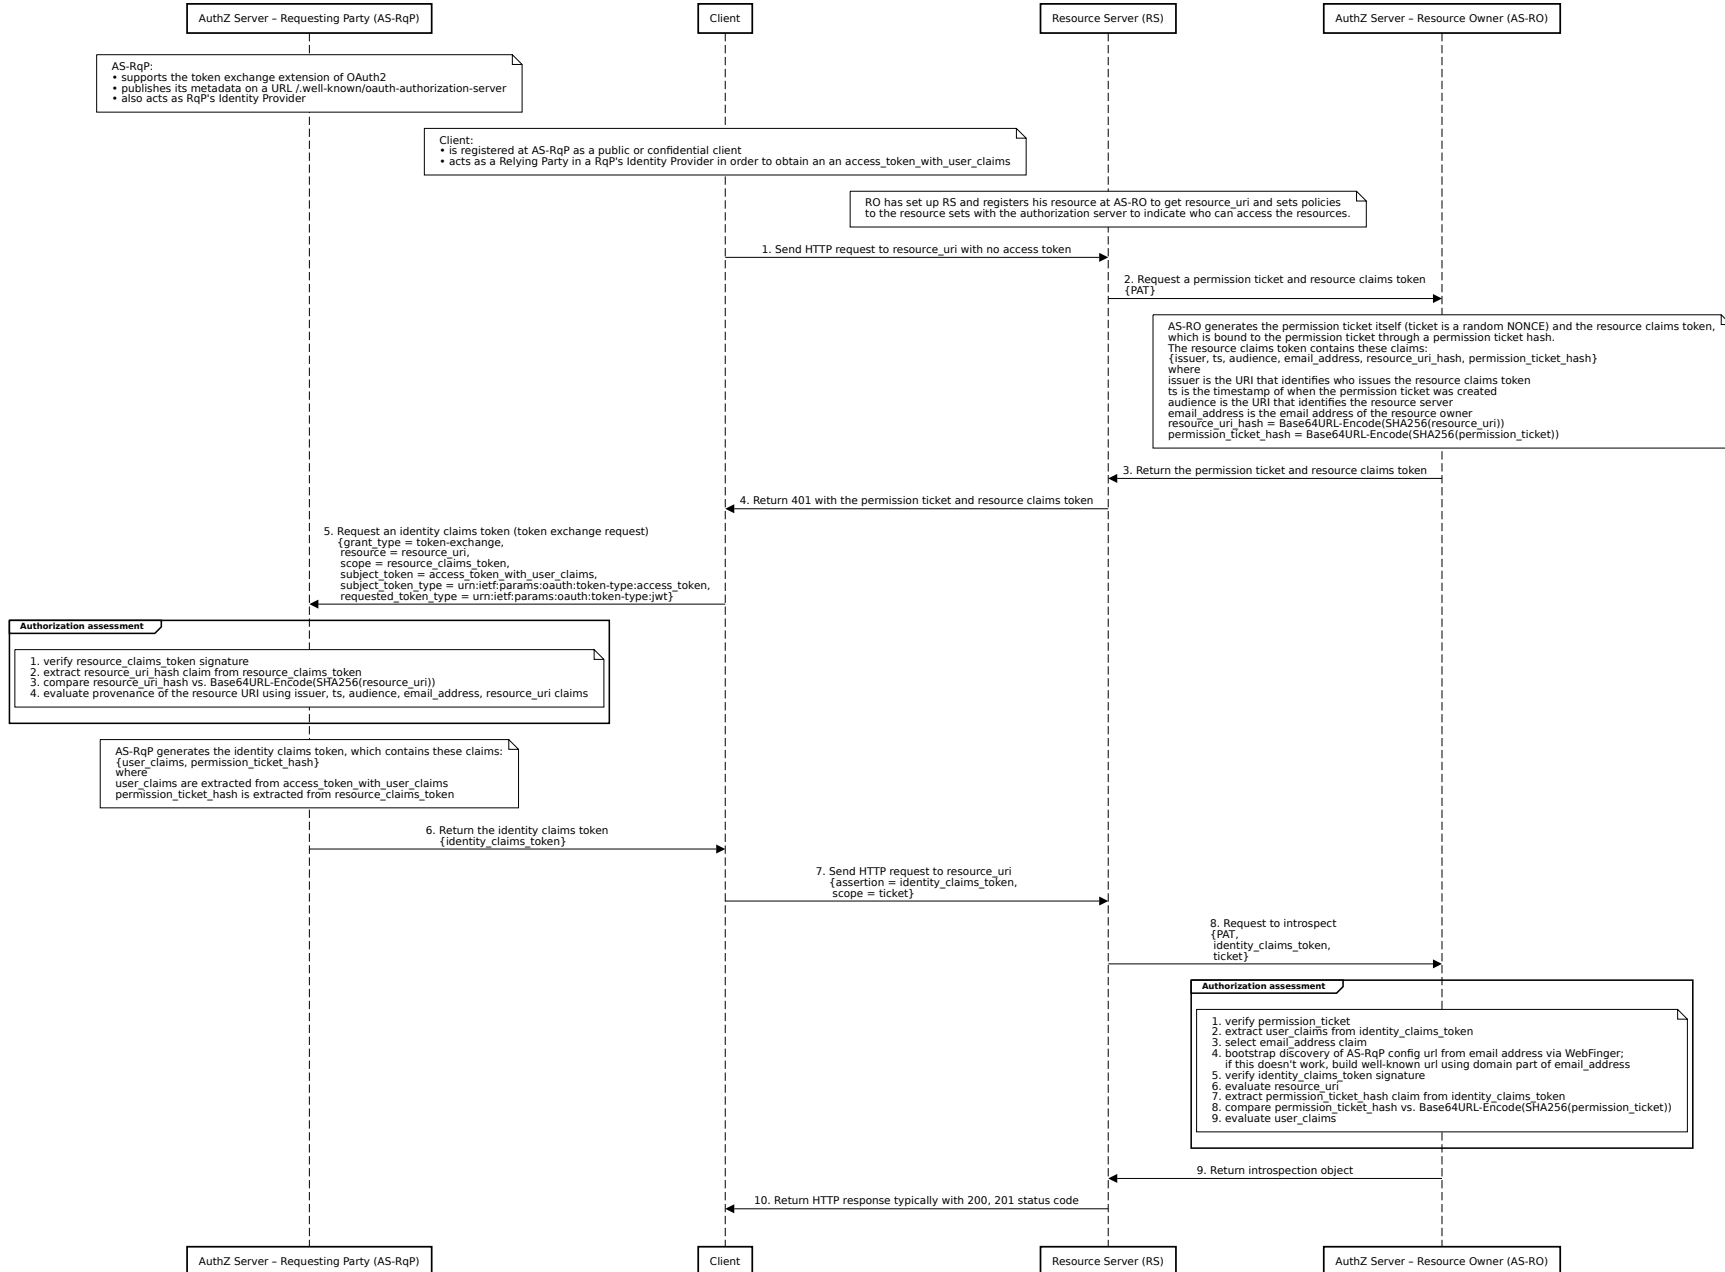 AuthZ Server – Requesting Party (AS-RqP)
Client
Resource Server (RS)
AuthZ Server – Resource Owner (AS-RO)
AS-RqP:
• supports the token exchange extension of OAuth2
• publishes its metadata on a URL /.well-known/oauth-authorization-server
• also acts as RqP's Identity Provider
Client:
• is registered at AS-RqP as a public or confidential client
• acts as a Relying Party in a RqP's Identity Provider in order to obtain an an access_token_with_user_claims
RO has set up RS and registers his resource at AS-RO to get resource_uri and sets policies
to the resource sets with the authorization server to indicate who can access the resources.
1. Send HTTP request to resource_uri with no access token
2. Request a permission ticket and resource claims token
{PAT}
AS-RO generates the permission ticket itself (ticket is a random NONCE) and the resource claims token,
which is bound to the permission ticket through a permission ticket hash.
The resource claims token contains these claims:
{issuer, ts, audience, email_address, resource_uri_hash, permission_ticket_hash}
where
issuer is the URI that identifies who issues the resource claims token
ts is the timestamp of when the permission ticket was created
audience is the URI that identifies the resource server
email_address is the email address of the resource owner
resource_uri_hash = Base64URL-Encode(SHA256(resource_uri))
permission_ticket_hash = Base64URL-Encode(SHA256(permission_ticket))
3. Return the permission ticket and resource claims token
4. Return 401 with the permission ticket and resource claims token
5. Request an identity claims token (token exchange request)
{grant_type = token-exchange,
resource = resource_uri,
scope = resource_claims_token,
subject_token = access_token_with_user_claims,
subject_token_type = urn:ietf:params:oauth:token-type:access_token,
requested_token_type = urn:ietf:params:oauth:token-type:jwt}
Authorization assessment
1. verify resource_claims_token signature
2. extract resource_uri_hash claim from resource_claims_token
3. compare resource_uri_hash vs. Base64URL-Encode(SHA256(resource_uri))
4. evaluate provenance of the resource URI using issuer, ts, audience, email_address, resource_uri claims
AS-RqP generates the identity claims token, which contains these claims:
{user_claims, permission_ticket_hash}
where
user_claims are extracted from access_token_with_user_claims
permission_ticket_hash is extracted from resource_claims_token
6. Return the identity claims token
{identity_claims_token}
7. Send HTTP request to resource_uri
{assertion = identity_claims_token,
scope = ticket}
8. Request to introspect
{PAT,
identity_claims_token,
ticket}
Authorization assessment
1. verify permission_ticket
2. extract user_claims from identity_claims_token
3. select email_address claim
4. bootstrap discovery of AS-RqP config url from email address via WebFinger;
if this doesn't work, build well-known url using domain part of email_address
5. verify identity_claims_token signature
6. evaluate resource_uri
7. extract permission_ticket_hash claim from identity_claims_token
8. compare permission_ticket_hash vs. Base64URL-Encode(SHA256(permission_ticket))
9. evaluate user_claims
9. Return introspection object
10. Return HTTP response typically with 200, 201 status code
AuthZ Server – Requesting Party (AS-RqP)
Client
Resource Server (RS)
AuthZ Server – Resource Owner (AS-RO)